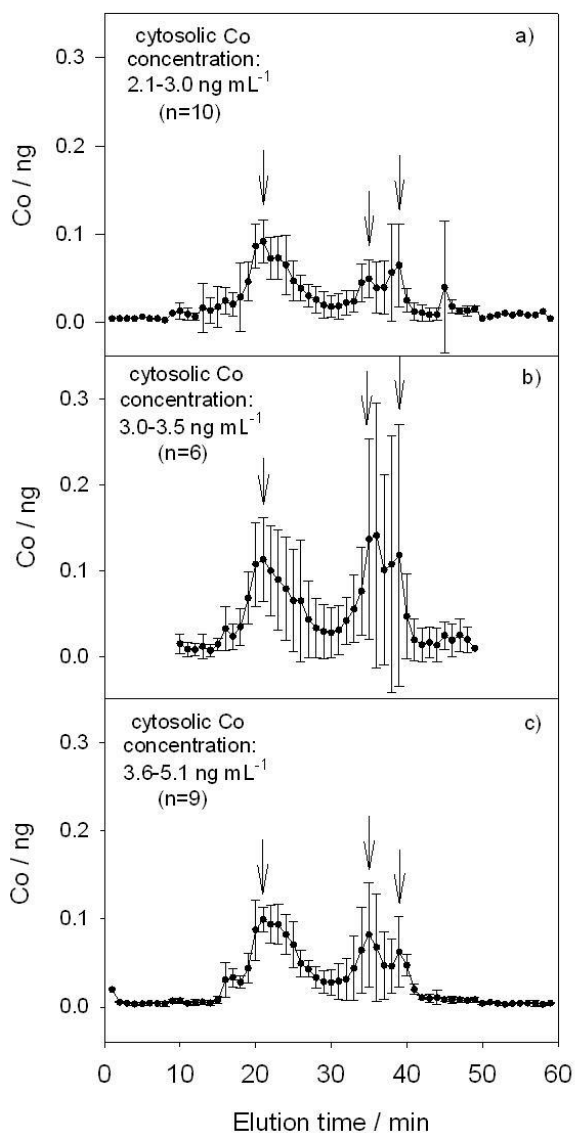 a)
cytosolic Co
concentration:
2.1-3.0 ng mL⁻¹
(n=10)
Co / ng
0.3
0.2
0.1
0.0
b)
cytosolic Co
concentration:
3.0-3.5 ng mL⁻¹
(n=6)
Co / ng
0.3
0.2
0.1
0.0
c)
cytosolic Co
concentration:
3.6-5.1 ng mL⁻¹
(n=9)
Co / ng
0.3
0.2
0.1
0.0
0 10 20 30 40 50 60
Elution time / min